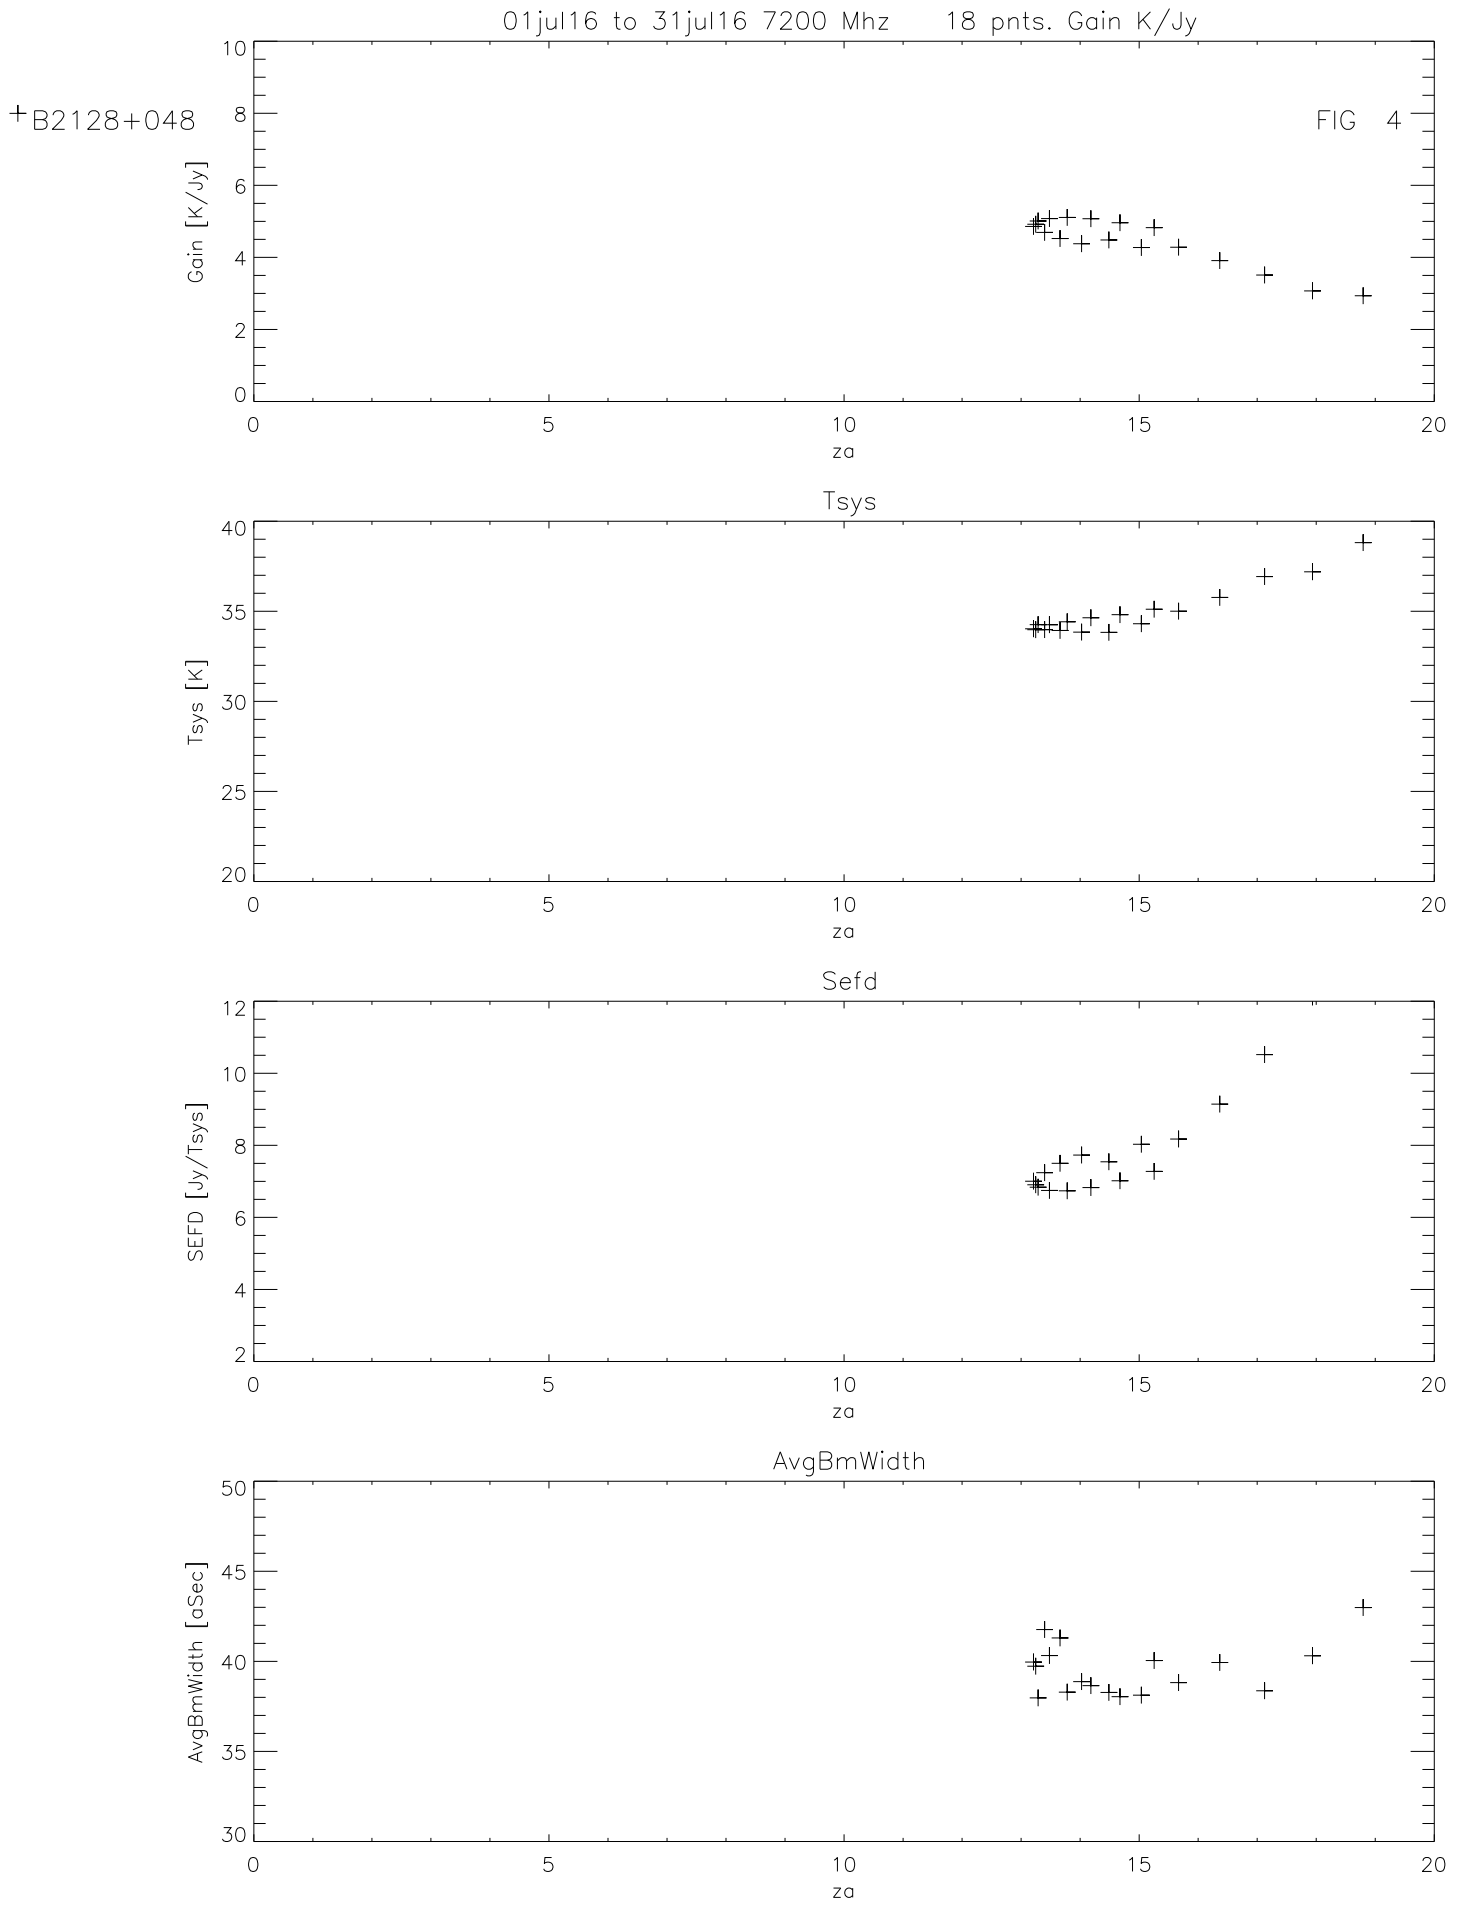 01jul16 to 31jul16 7200 Mhz 18 pnts. Gain K/Jy
+B2128+048
FIG 4
Gain [K/Jy]
10
8
6
4
2
0
0 5 10 15 20
za
Tsys
Tsys [K]
40
35
30
25
20
0 5 10 15 20
za
Sefd
SEFD [Jy/Tsys]
12
10
8
6
4
2
0 5 10 15 20
za
AvgBmWidth
AvgBmWidth [aSec]
50
45
40
35
30
0 5 10 15 20
za